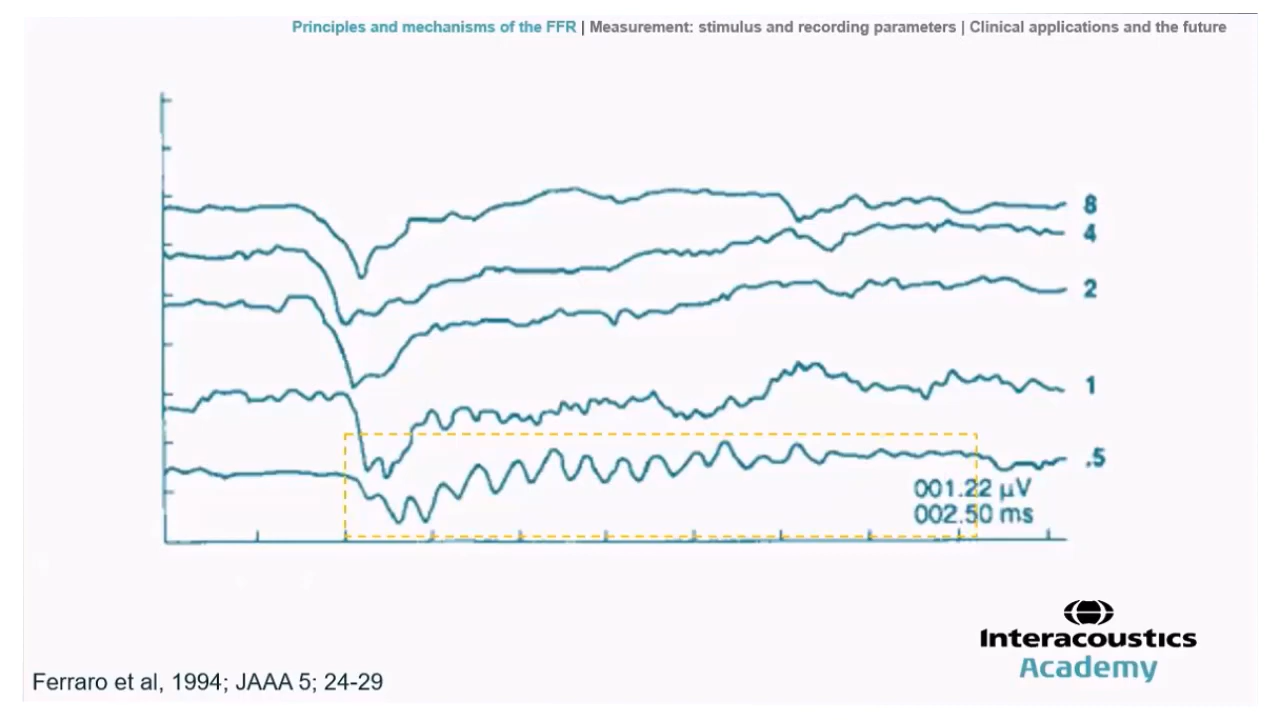 Principles and mechanisms of the FFR | Measurement: stimulus and recording parameters | Clinical applications and the future
8
4
2
1
.5
001.22 µV
002.50 ms
Interacoustics
Academy
Ferraro et al, 1994; JAAA 5; 24-29